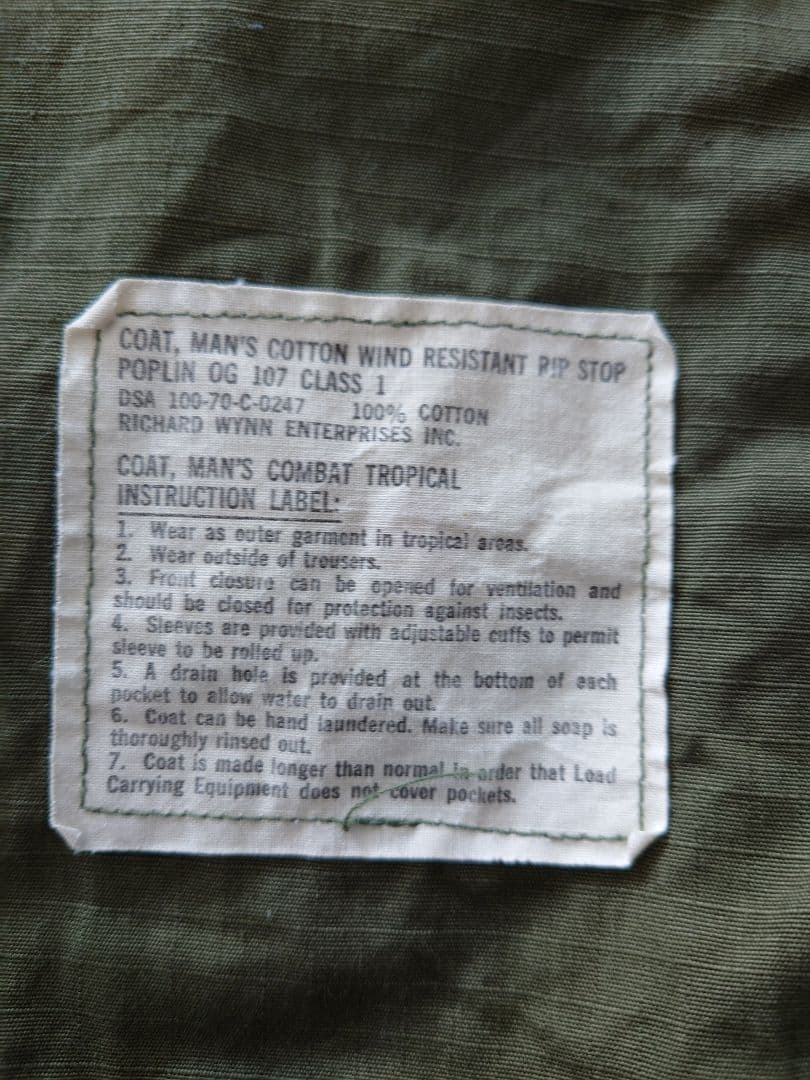 COAT, MAN'S COTTON WIND RESISTANT RIP STOP
POPLIN OG 107 CLASS 1
DSA 100-70-C-0247 100% COTTON
RICHARD WYNN ENTERPRISES INC.
COAT, MAN'S COMBAT TROPICAL
INSTRUCTION LABEL:
1. Wear as outer garment in tropical areas.
2. Wear outside of trousers.
3. Front closure can be opened for ventilation and
should be closed for protection against insects.
4. Sleeves are provided with adjustable cuffs to permit
sleeve to be rolled up.
5. A drain hole is provided at the bottom of each
pocket to allow water to drain out.
6. Coat can be hand laundered. Make sure all soap is
thoroughly rinsed out.
7. Coat is made longer than normal in order that Load
Carrying Equipment does not cover pockets.